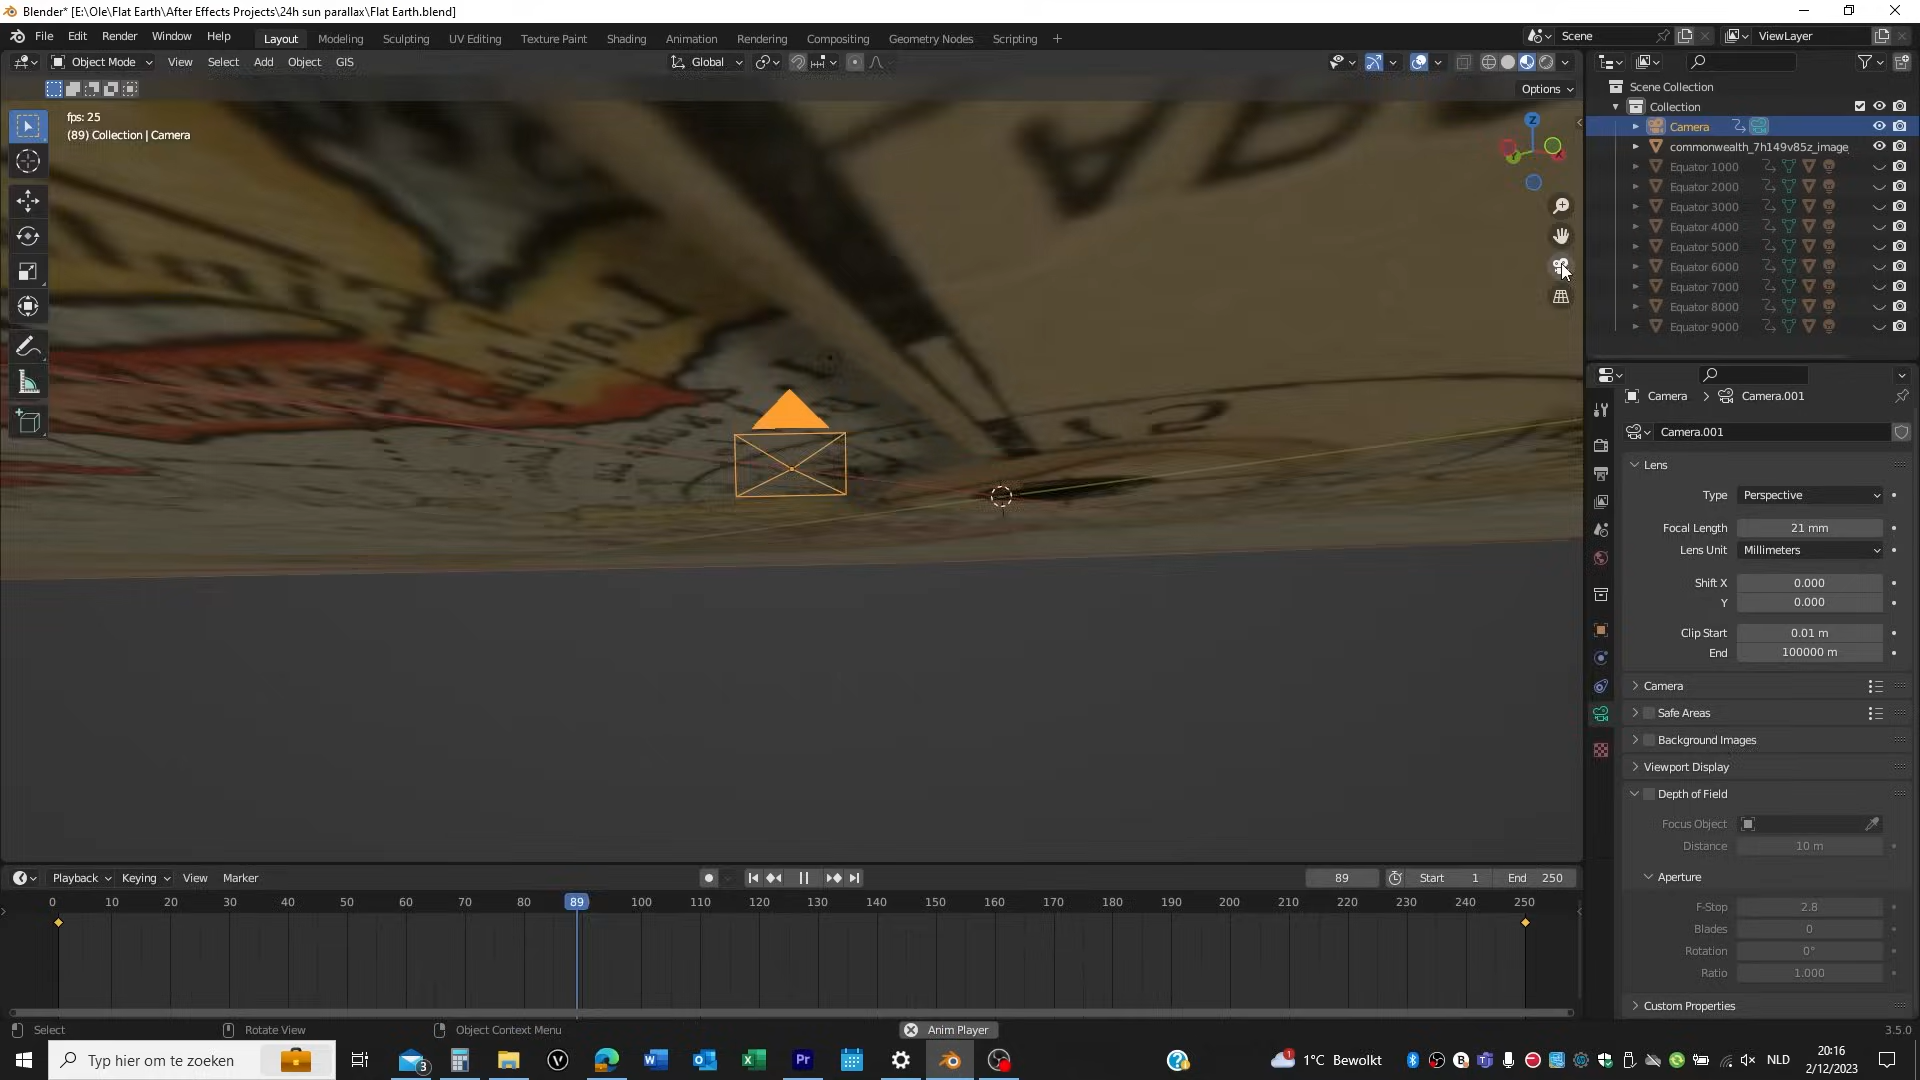 Blender* [E:\Ole\Flat Earth\After Effects Projects\24h sun parallax\Flat Earth.blend]
File Edit Render Window Help Layout Modeling Sculpting UV Editing Texture Paint Shading Animation Rendering Compositing Geometry Nodes Scripting Scene ViewLayer
Object Mode View Select Add Object GIS Global
Options
fps: 25
(89) Collection | Camera
Z
Scene Collection
Collection
Camera
commonwealth_7h149v85z_image
Equator 1000
Equator 2000
Equator 3000
Equator 4000
Equator 5000
Equator 6000
Equator 7000
Equator 8000
Equator 9000
Camera Camera.001
Camera.001
Lens
Type Perspective
Focal Length 21 mm
Lens Unit Millimeters
Shift X 0.000
Y 0.000
Clip Start 0.01 m
End 100000 m
Camera
Safe Areas
Background Images
Viewport Display
Depth of Field
Focus Object
Distance 10 m
Aperture
F-Stop 2.8
Blades 0
Rotation 0°
Ratio 1.000
Custom Properties
Playback Keying View Marker 89 Start 1 End 250
0 10 20 30 40 50 60 70 80 89 100 110 120 130 140 150 160 170 180 190 200 210 220 230 240 250
Select Rotate View Object Context Menu Anim Player 3.5.0
Typ hier om te zoeken 3 1 1°C Bewolkt NLD 20:16
2/12/2023